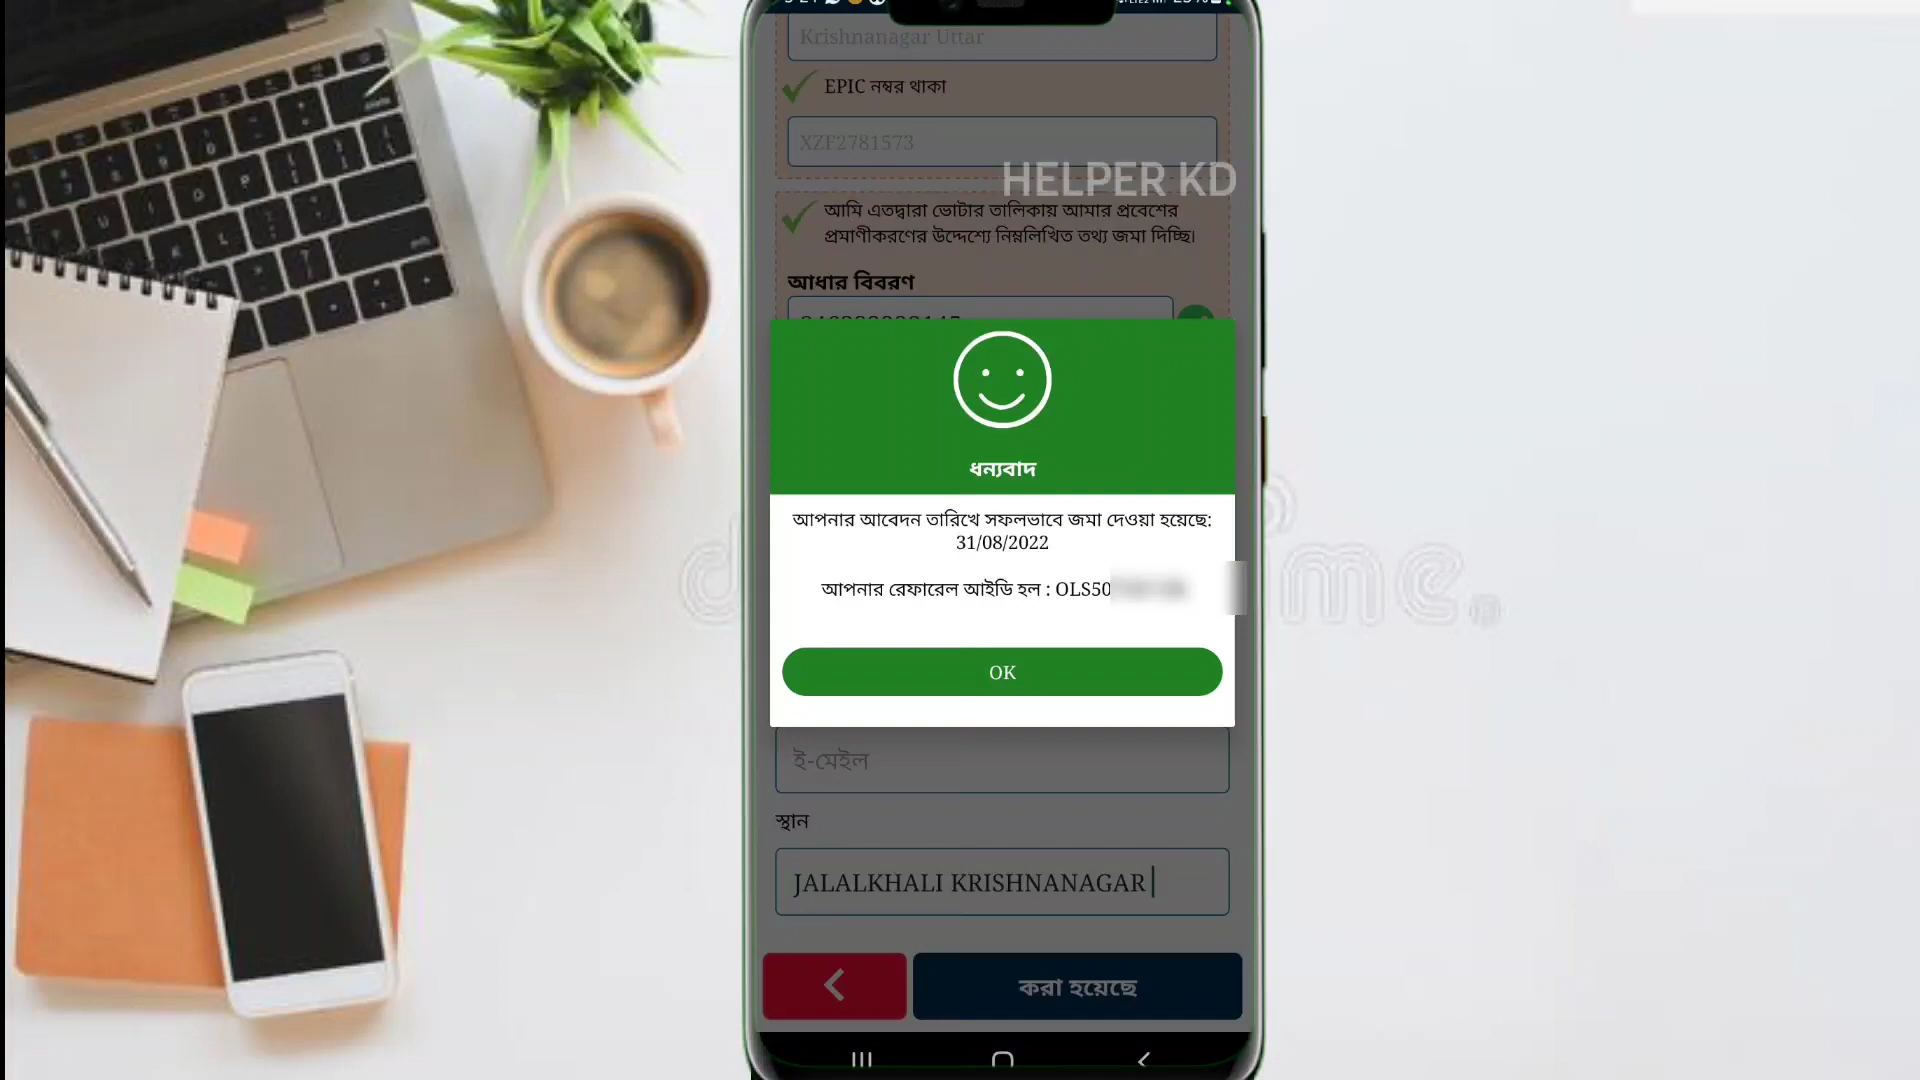 Krishnanagar Uttar
EPIC নম্বর থাকা
XZF2781573
HELPER KD
আমি এতদ্বারা ভোটার তালিকায় আমার প্রবেশের
প্রমাণীকরণের উদ্দেশ্যে নিম্নলিখিত তথ্য জমা দিচ্ছি।
আধার বিবরণ
ধন্যবাদ
আপনার আবেদন তারিখে সফলভাবে জমা দেওয়া হয়েছে:
31/08/2022
আপনার রেফারেল আইডি হল : OLS50
OK
ই-মেইল
স্থান
JALALKHALI KRISHNANAGAR
করা হয়েছে